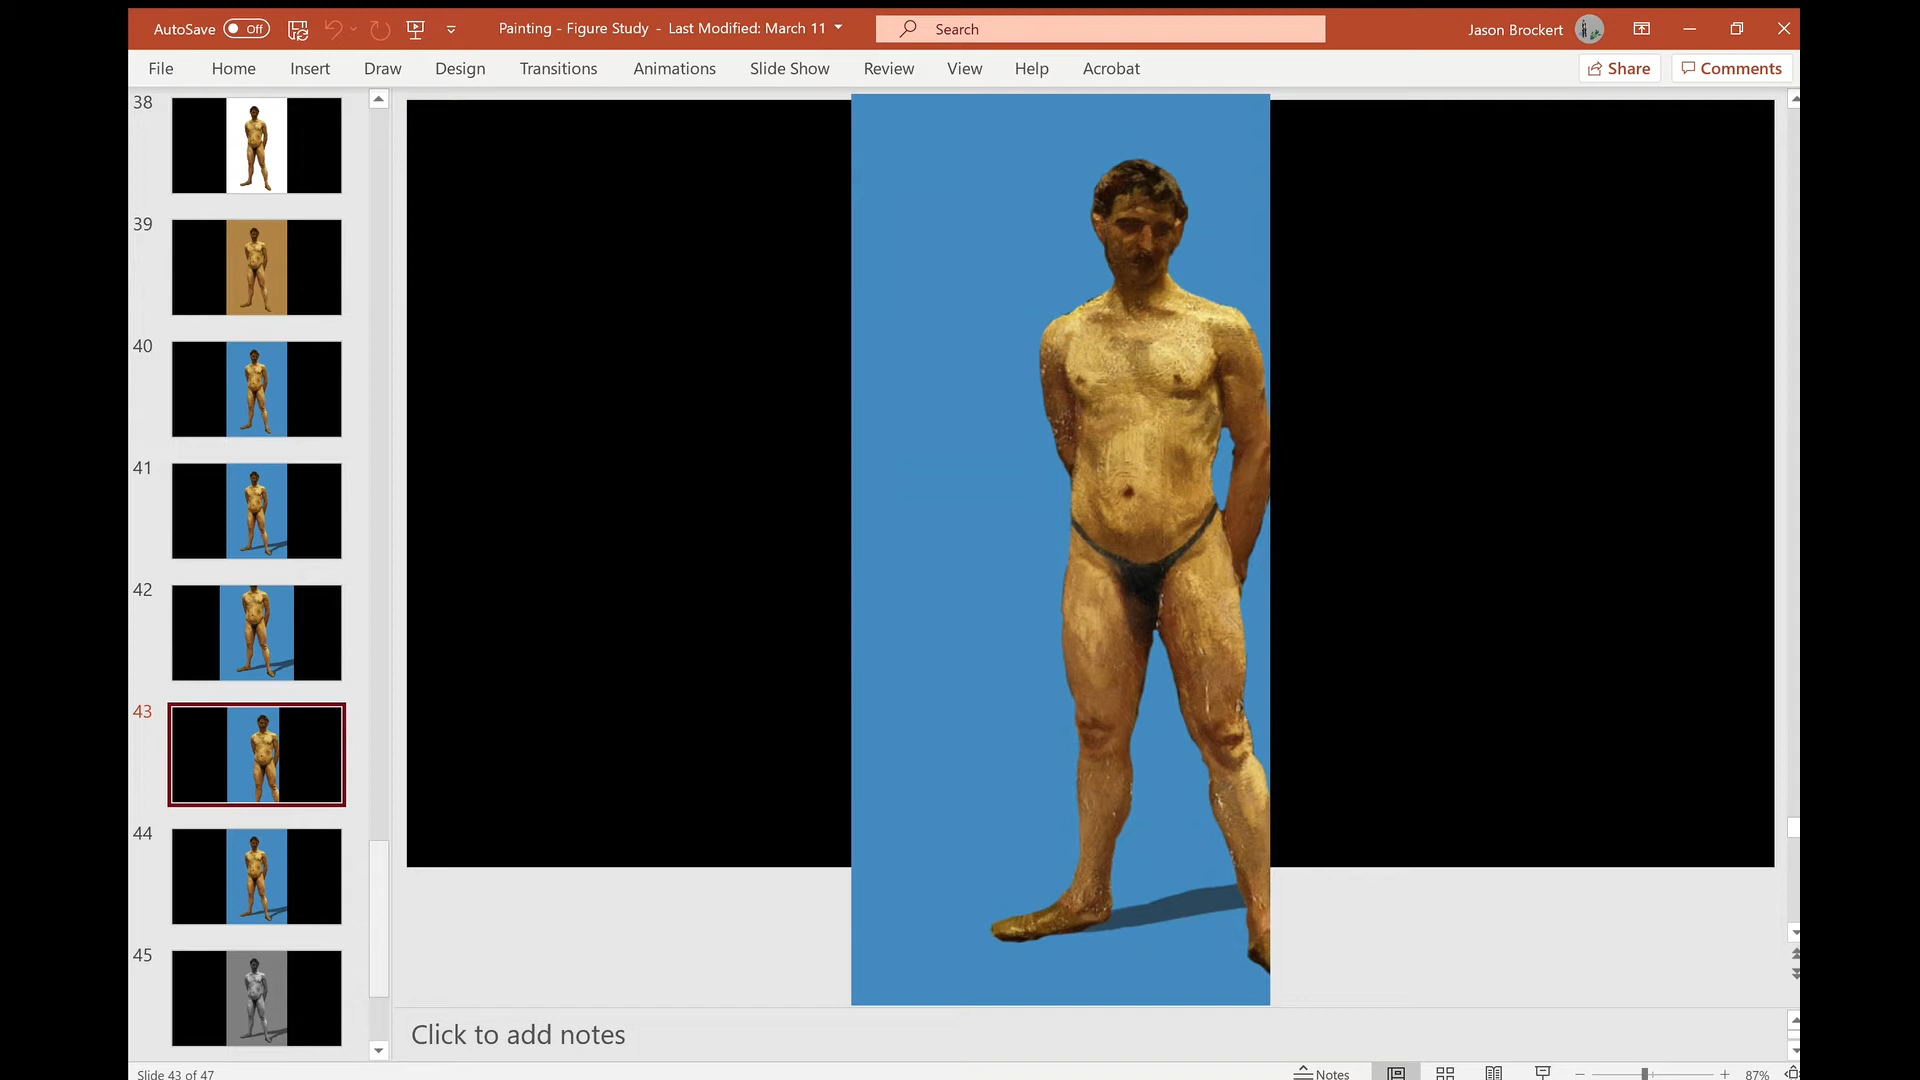 AutoSave Off Painting - Figure Study - Last Modified: March 11 Search Jason Brockert
File Home Insert Draw Design Transitions Animations Slide Show Review View Help Acrobat Share Comments
38
39
40
41
42
43
44
45
Click to add notes
Slide 43 of 47 Notes 87%